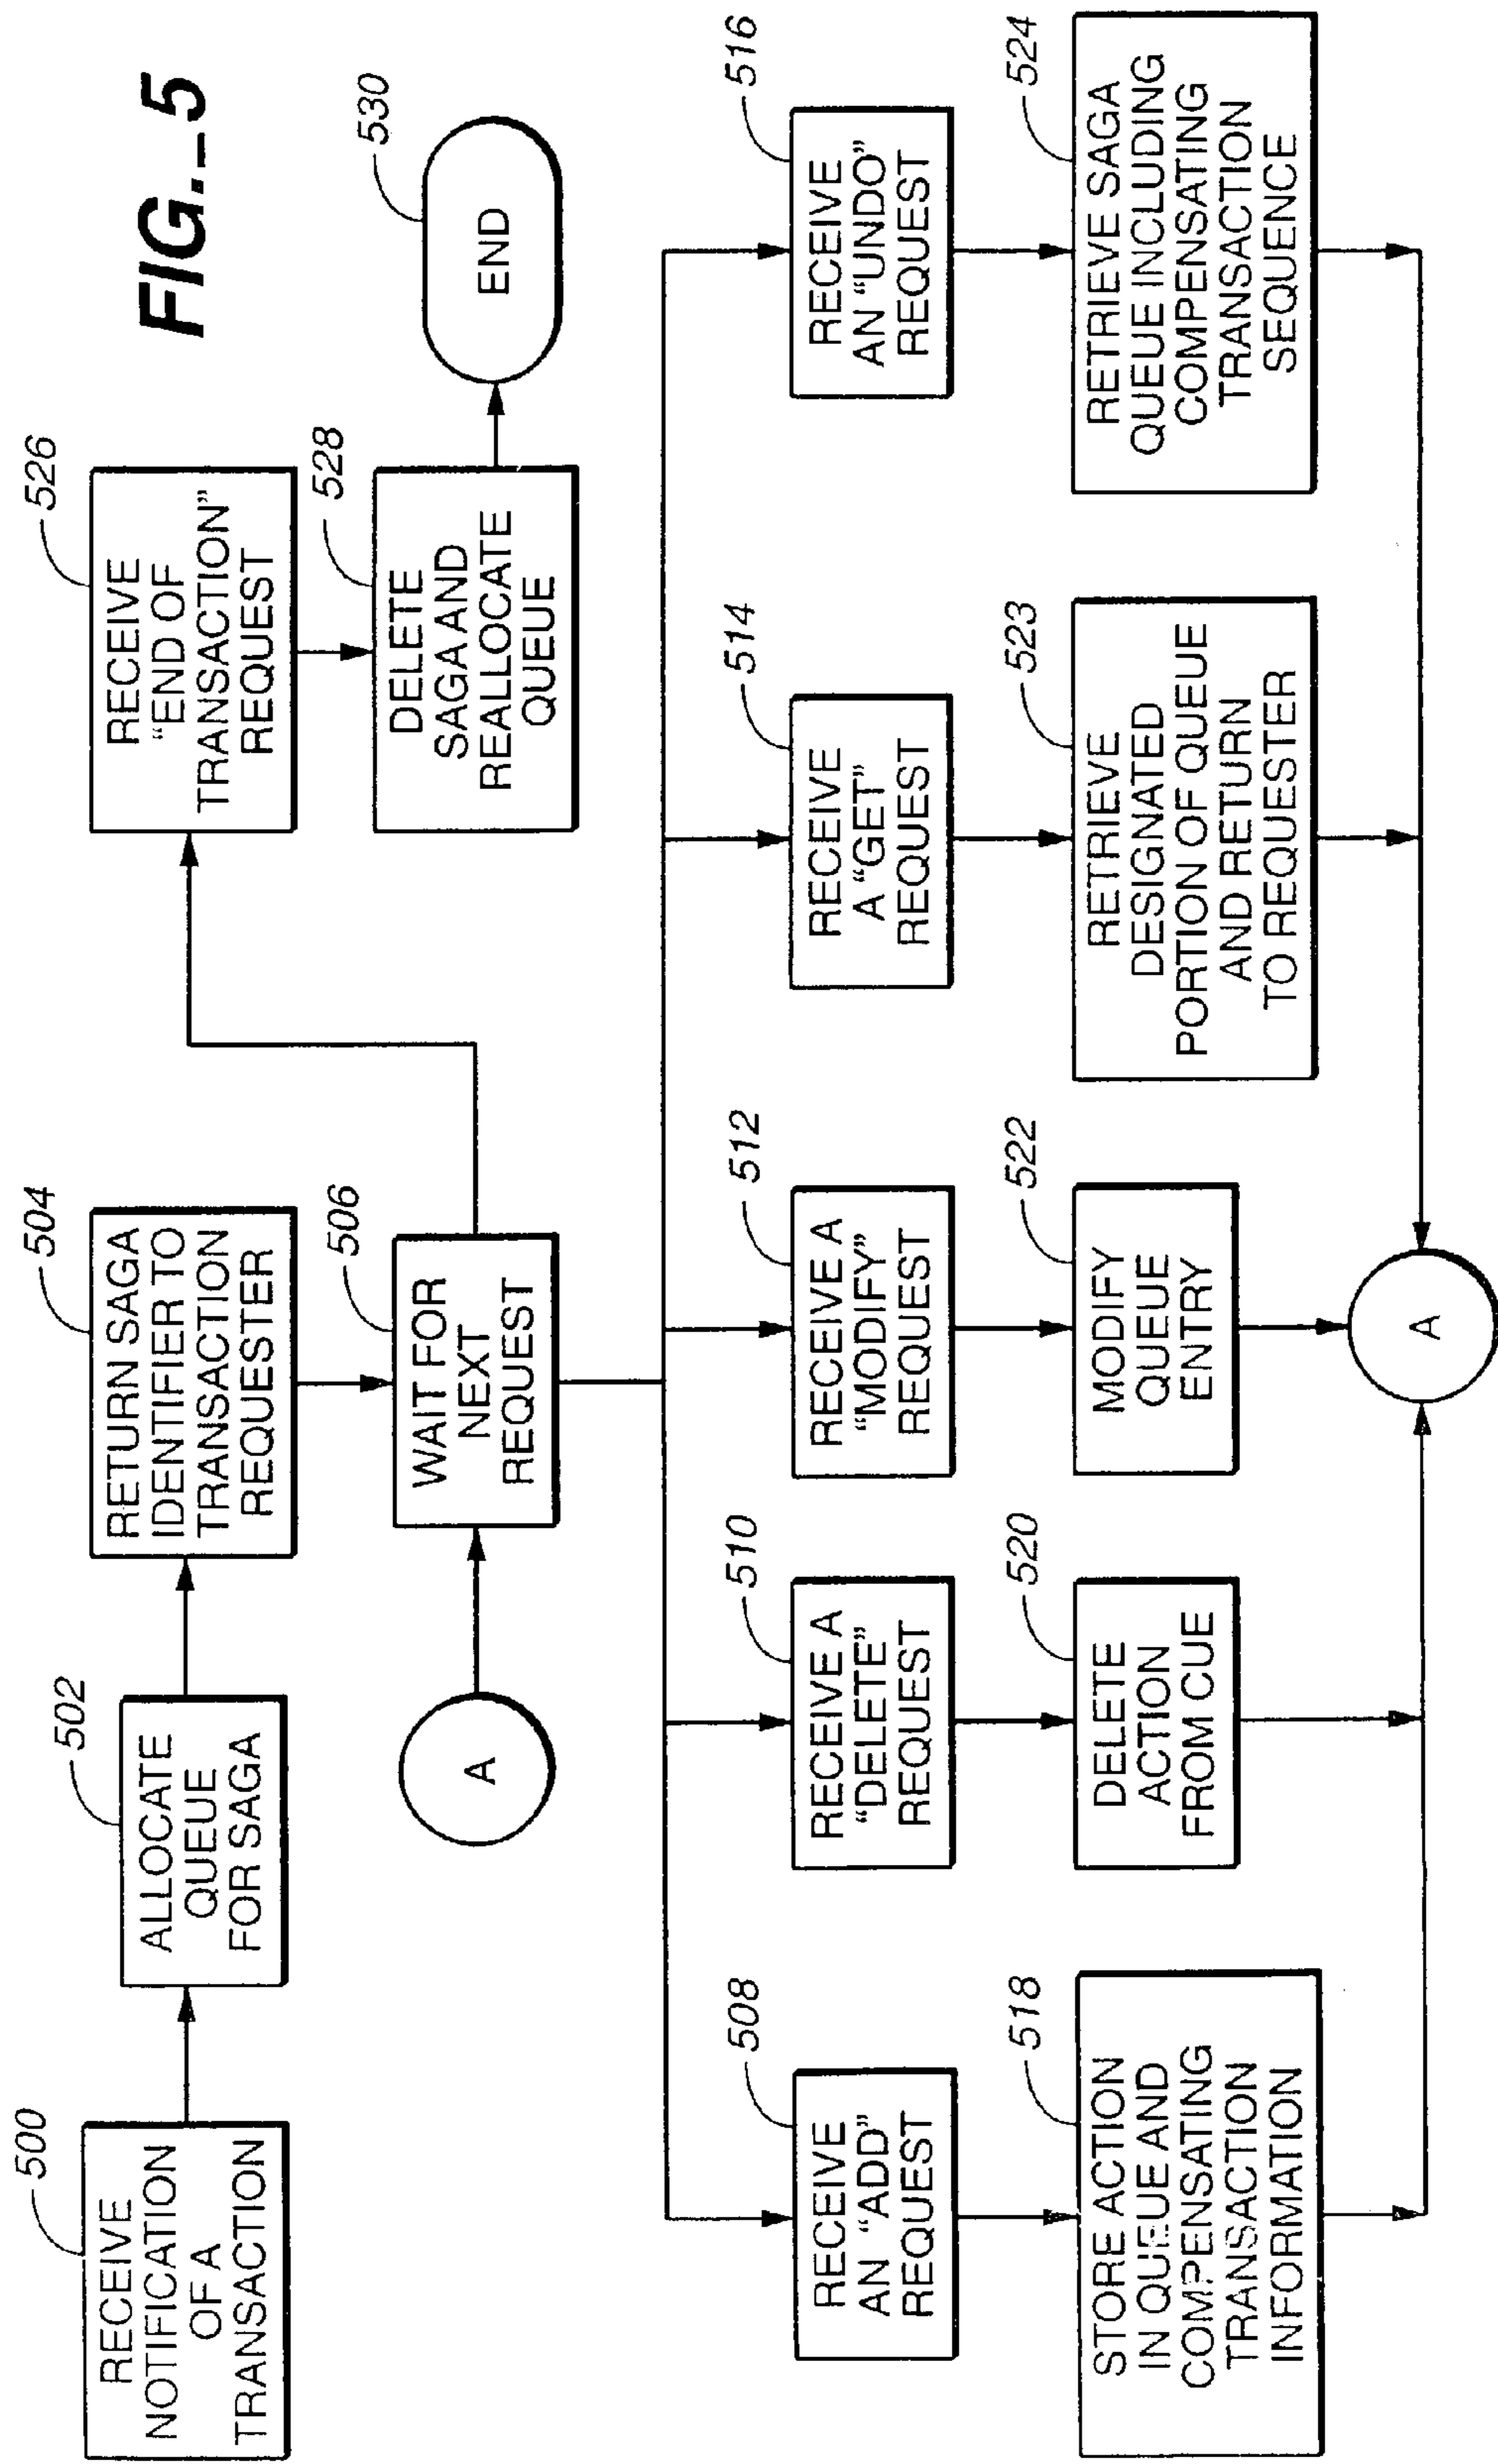 FIG._5
500
RECEIVE
NOTIFICATION
OF A
TRANSACTION
502
ALLOCATE
QUEUE
FOR SAGA
504
RETURN SAGA
IDENTIFIER TO
TRANSACTION
REQUESTER
526
RECEIVE
“END OF
TRANSACTION”
REQUEST
528
DELETE
SAGA AND
REALLOCATE
QUEUE
530
END
A
506
WAIT FOR
NEXT
REQUEST
508
RECEIVE
AN “ADD”
REQUEST
510
RECEIVE A
“DELETE”
REQUEST
512
RECEIVE A
“MODIFY”
REQUEST
514
RECEIVE
A “GET”
REQUEST
516
RECEIVE
AN “UNDO”
REQUEST
518
STORE ACTION
IN QUEUE AND
COMPENSATING
TRANSACTION
INFORMATION
520
DELETE
ACTION
FROM CUE
522
MODIFY
QUEUE
ENTRY
523
RETRIEVE
DESIGNATED
PORTION OF QUEUE
AND RETURN
TO REQUESTER
524
RETRIEVE SAGA
QUEUE INCLUDING
COMPENSATING
TRANSACTION
SEQUENCE
A